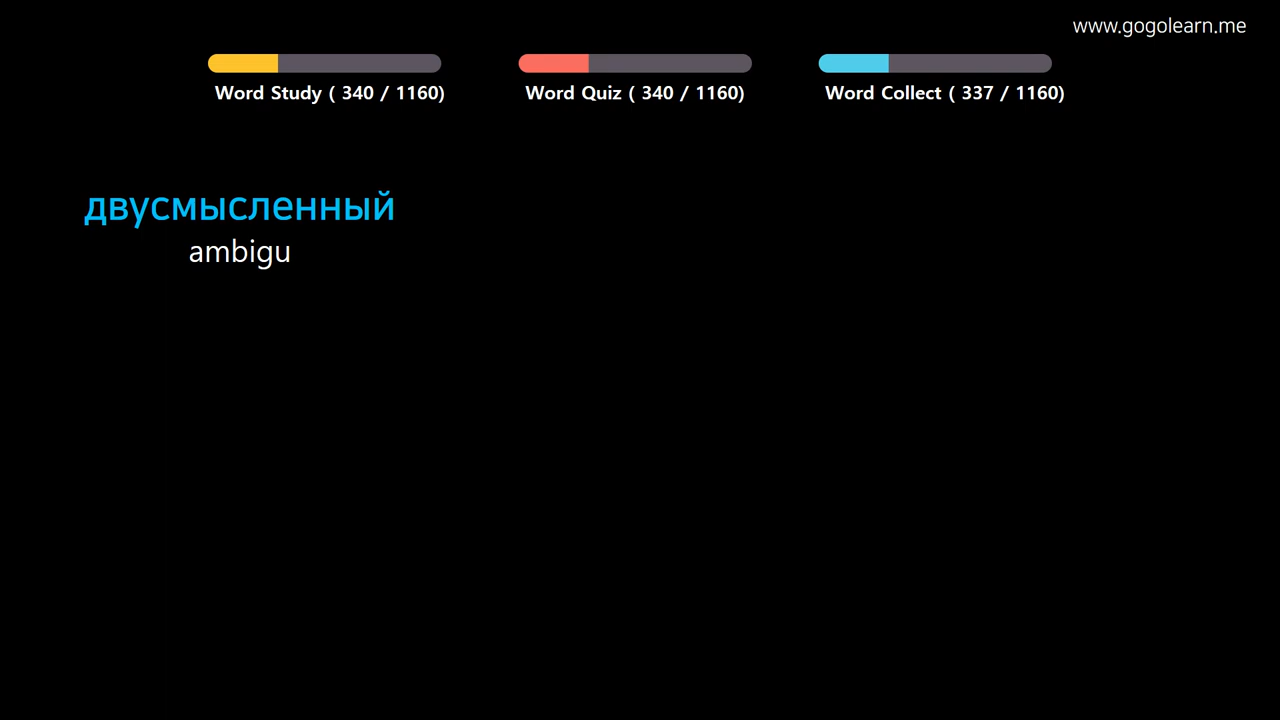 www.gogolearn.me
Word Study ( 340 / 1160)
Word Quiz ( 340 / 1160)
Word Collect ( 337 / 1160)
двусмысленный
ambigu